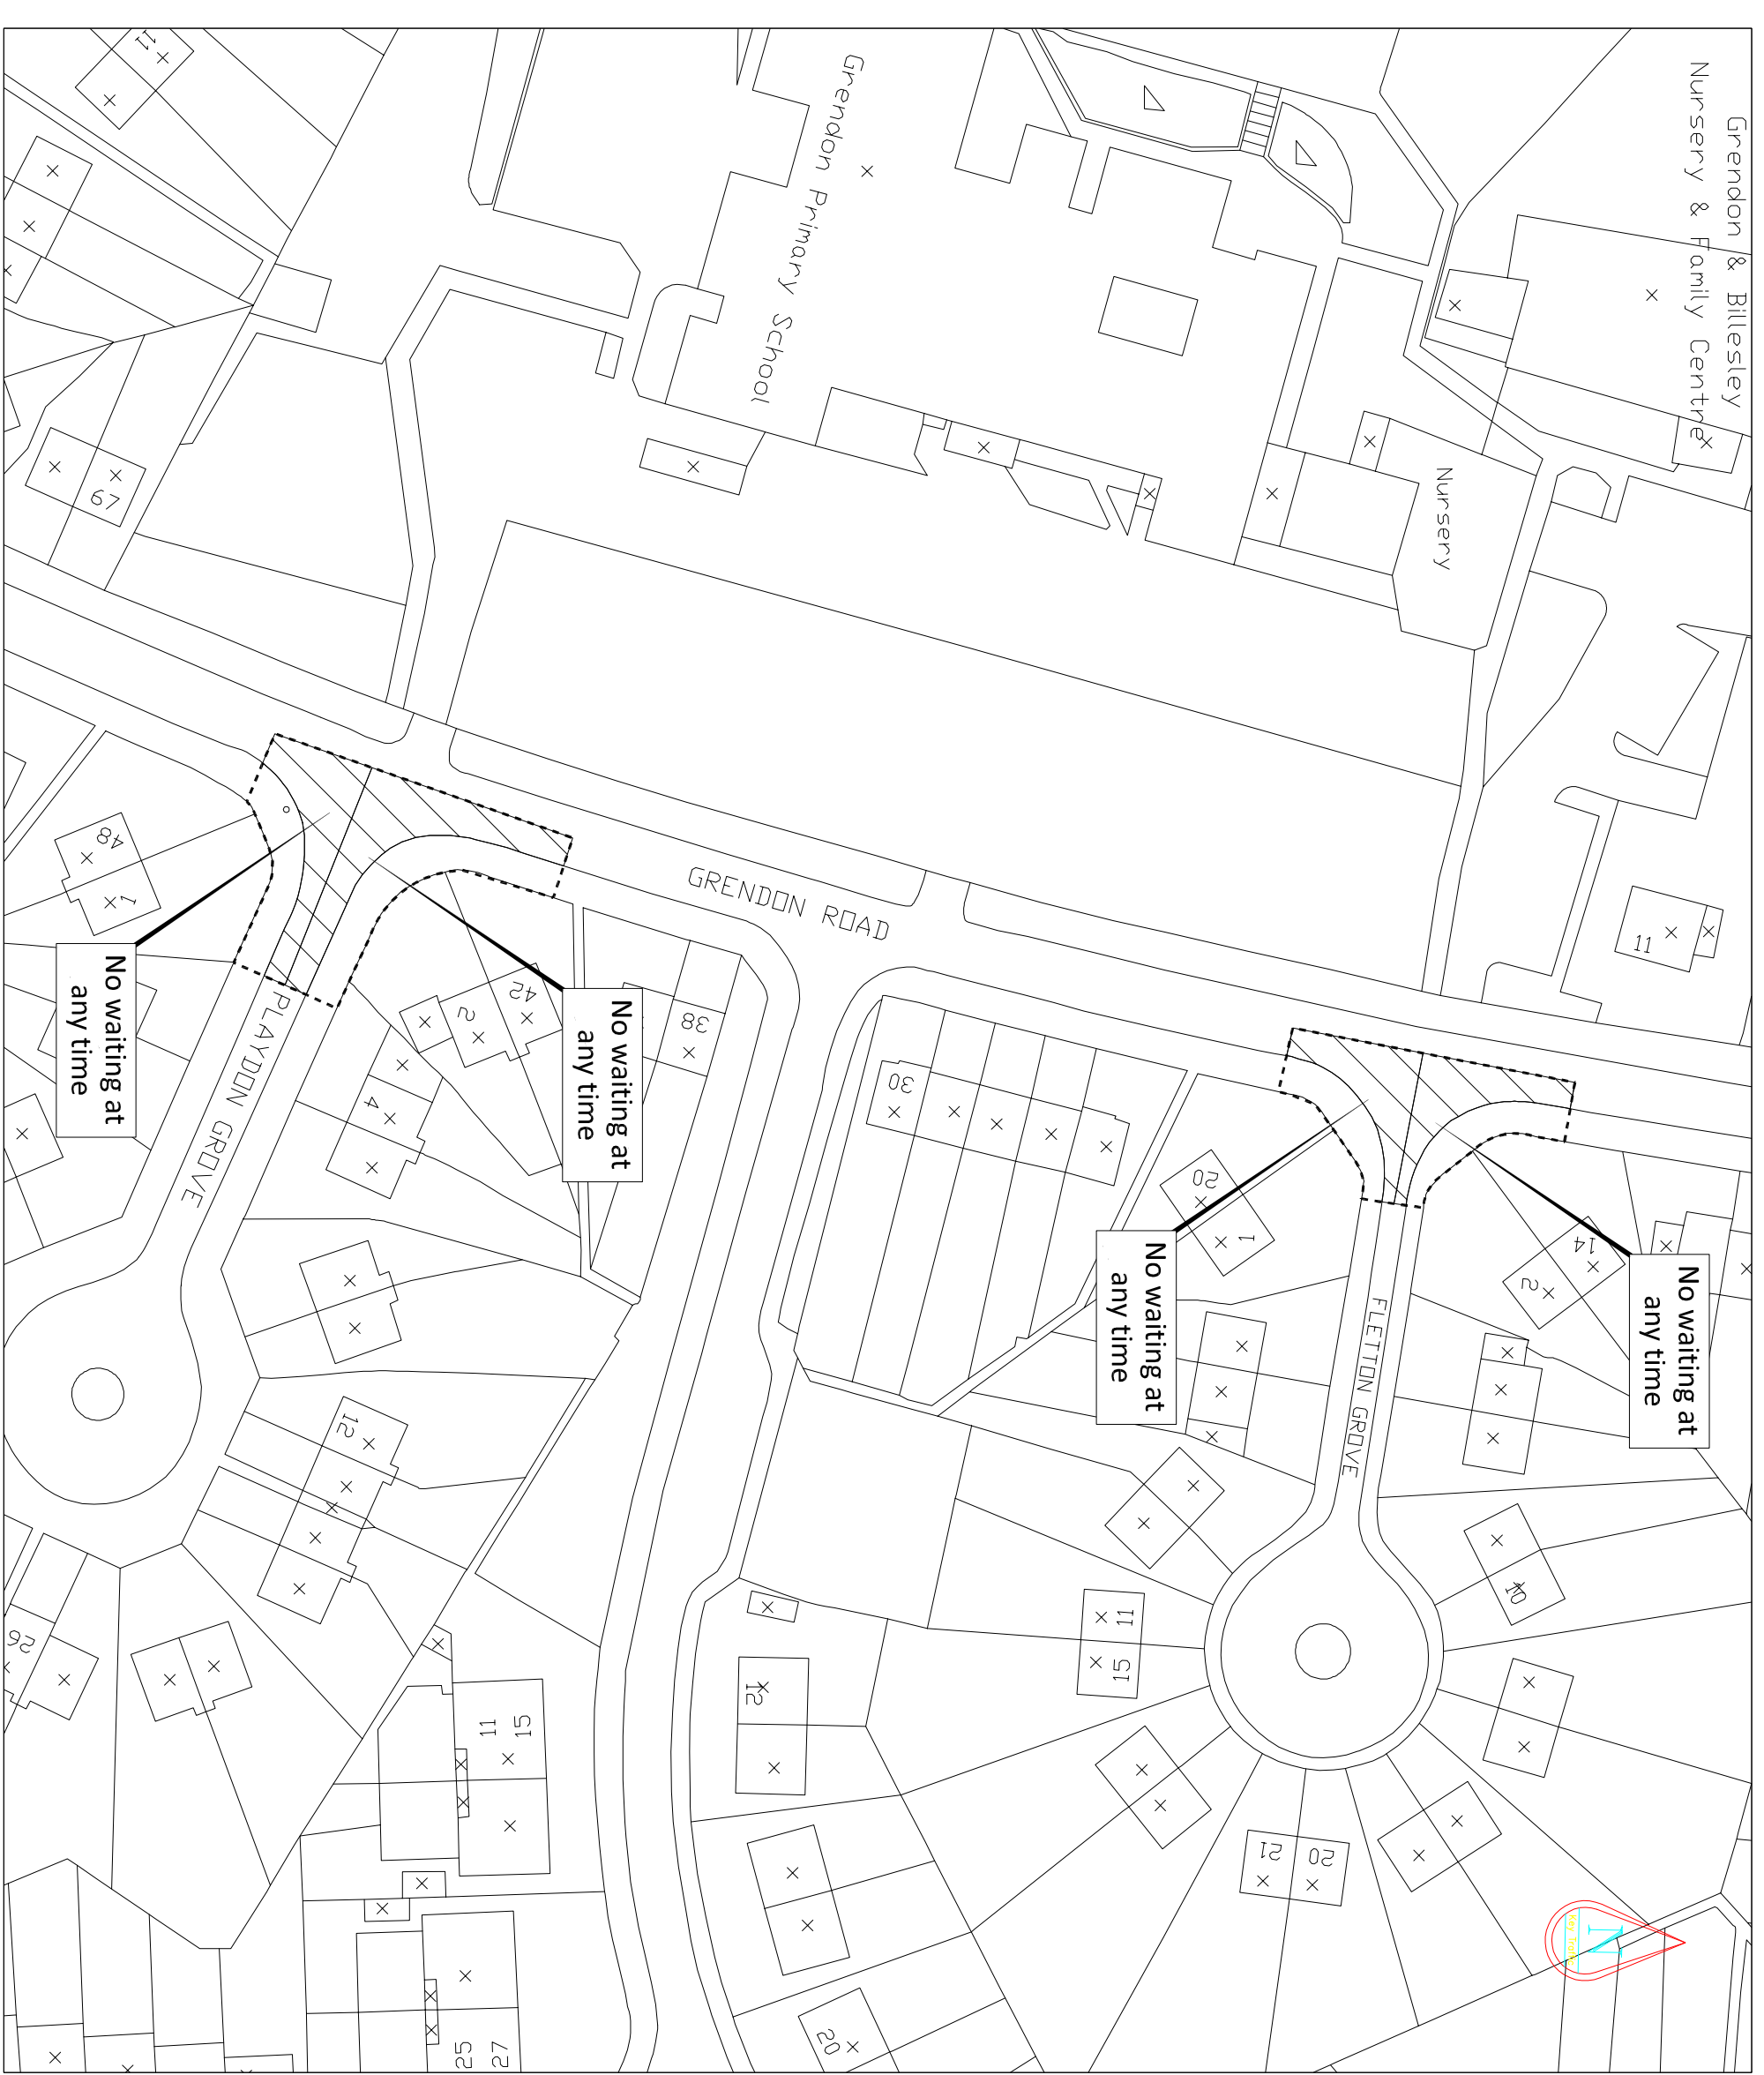 Grendon & Billesley
Nursery & Family Centre
Nursery
Grendon Primary School
11
67
11
GRENDON ROAD
48
1
42
2
38
4
30
20
1
14
2
No waiting at
any time
No waiting at
any time
No waiting at
any time
No waiting at
any time
PLAYDON GROVE
FLETTON GROVE
12
10
11
15
12
26
11
15
21
20
N
20
25
27